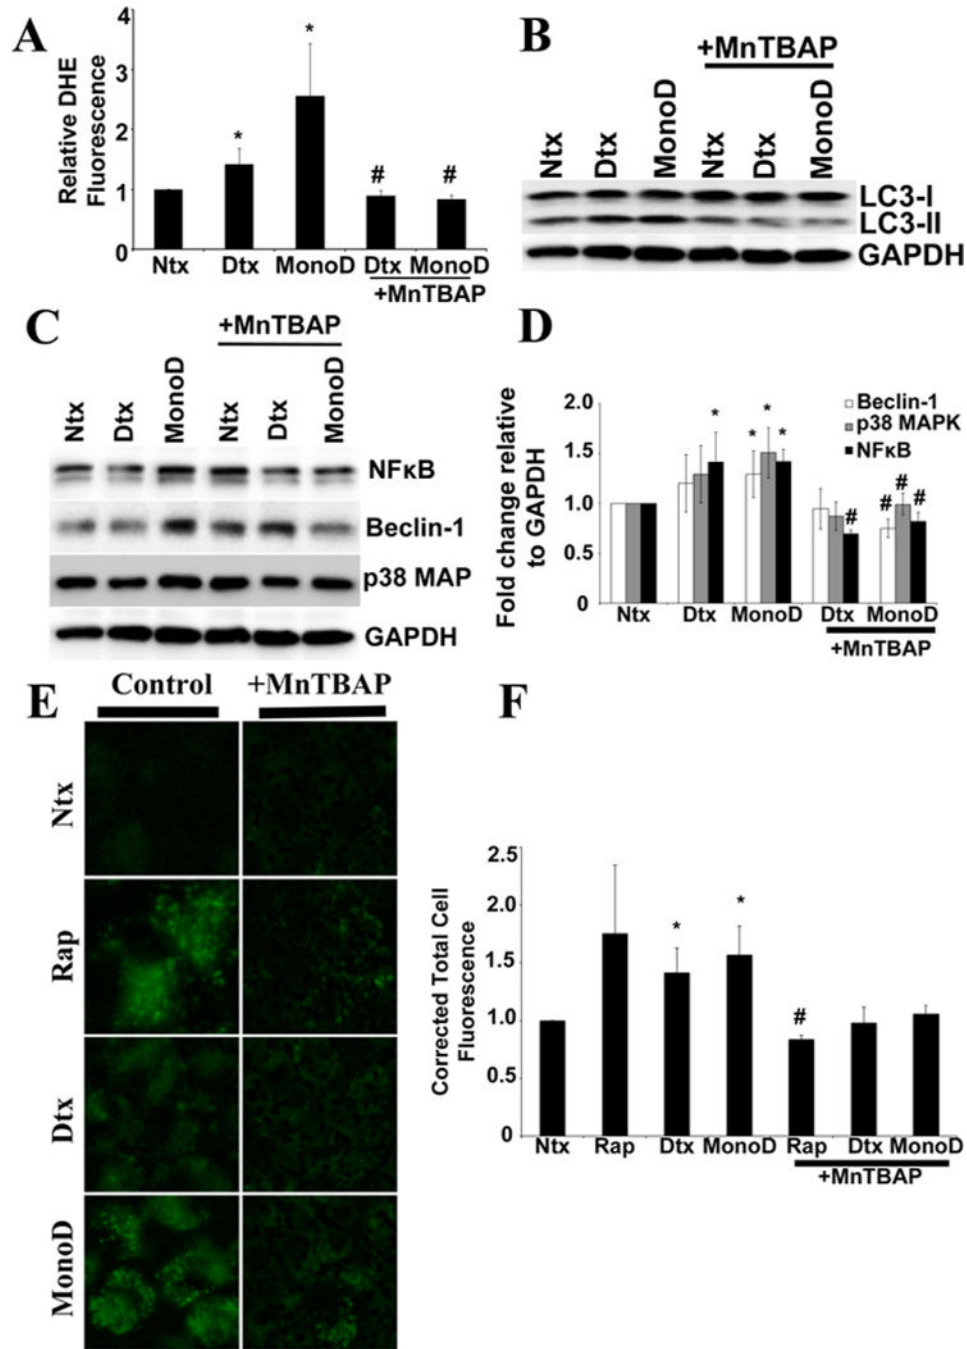 A
Relative DHE
Fluorescence
4
3
2
1
0
*
*
#
#
Ntx
Dtx
MonoD
Dtx
MonoD
+MnTBAP
B
+MnTBAP
Ntx
Dtx
MonoD
Ntx
Dtx
MonoD
LC3-I
LC3-II
GAPDH
C
+MnTBAP
Ntx
Dtx
MonoD
Ntx
Dtx
MonoD
NFκB
Beclin-1
p38 MAP
GAPDH
D
Fold change relative
to GAPDH
2.0
1.5
1.0
0.5
0
Beclin-1
p38 MAPK
NFκB
*
*
*
*
#
#
#
#
Ntx
Dtx
MonoD
Dtx
MonoD
+MnTBAP
E
Control
+MnTBAP
Ntx
Rap
Dtx
MonoD
F
Corrected Total Cell
Fluorescence
2.5
2.0
1.5
1.0
0.5
0
*
*
#
Ntx
Rap
Dtx
MonoD
Rap
Dtx
MonoD
+MnTBAP